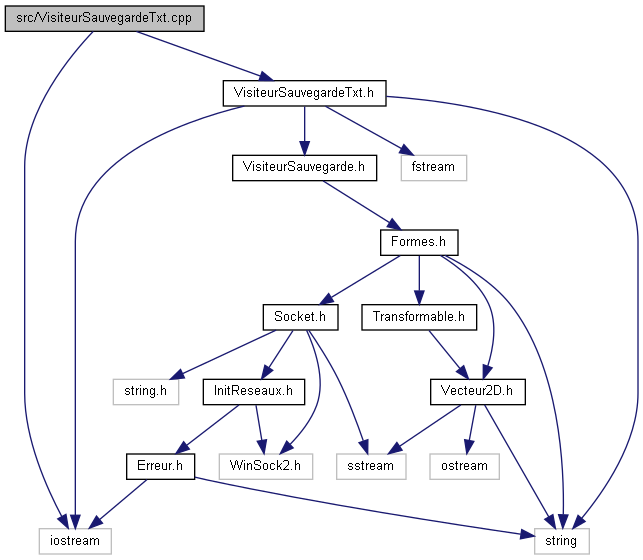 src/VisiteurSauvegardeTxt.cpp
VisiteurSauvegardeTxt.h
VisiteurSauvegarde.h
fstream
Formes.h
Socket.h
Transformable.h
string.h
InitReseaux.h
Vecteur2D.h
Erreur.h
WinSock2.h
sstream
ostream
iostream
string